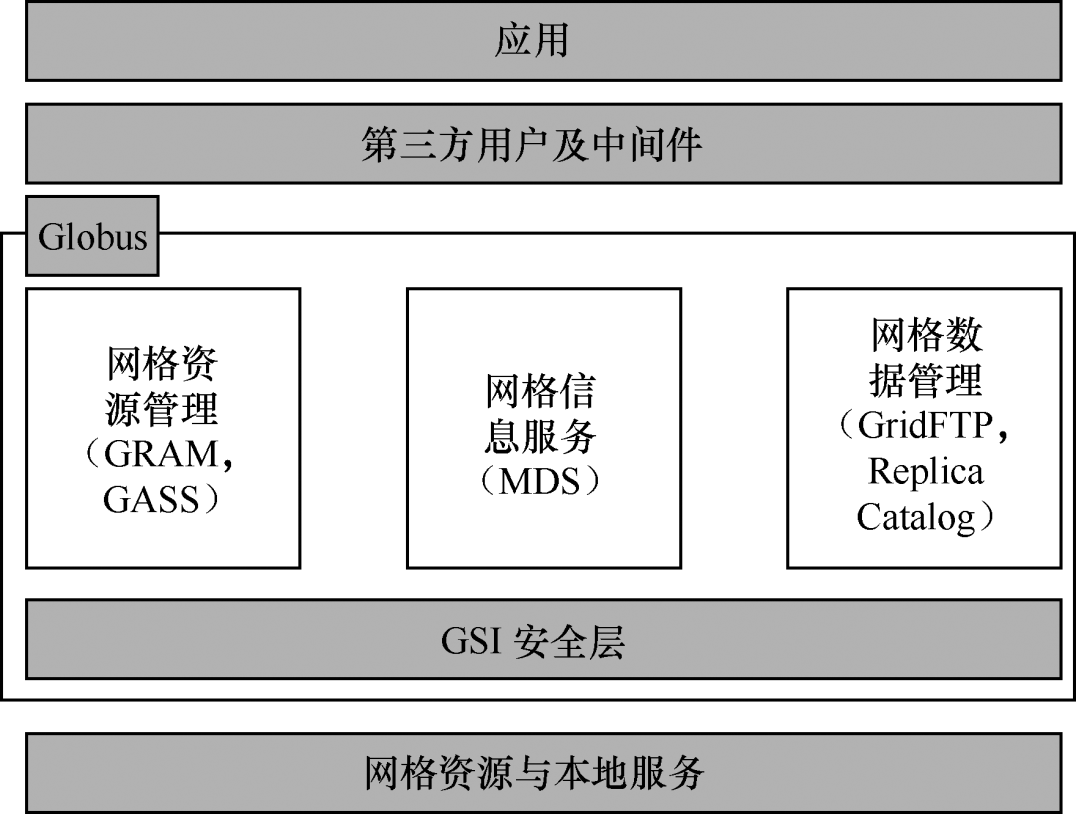 应用
第三方用户及中间件
Globus
网格资
源管理
（GRAM，
GASS）
网格信
息服务
（MDS）
网格数
据管理
（GridFTP，
Replica
Catalog）
GSI 安全层
网格资源与本地服务